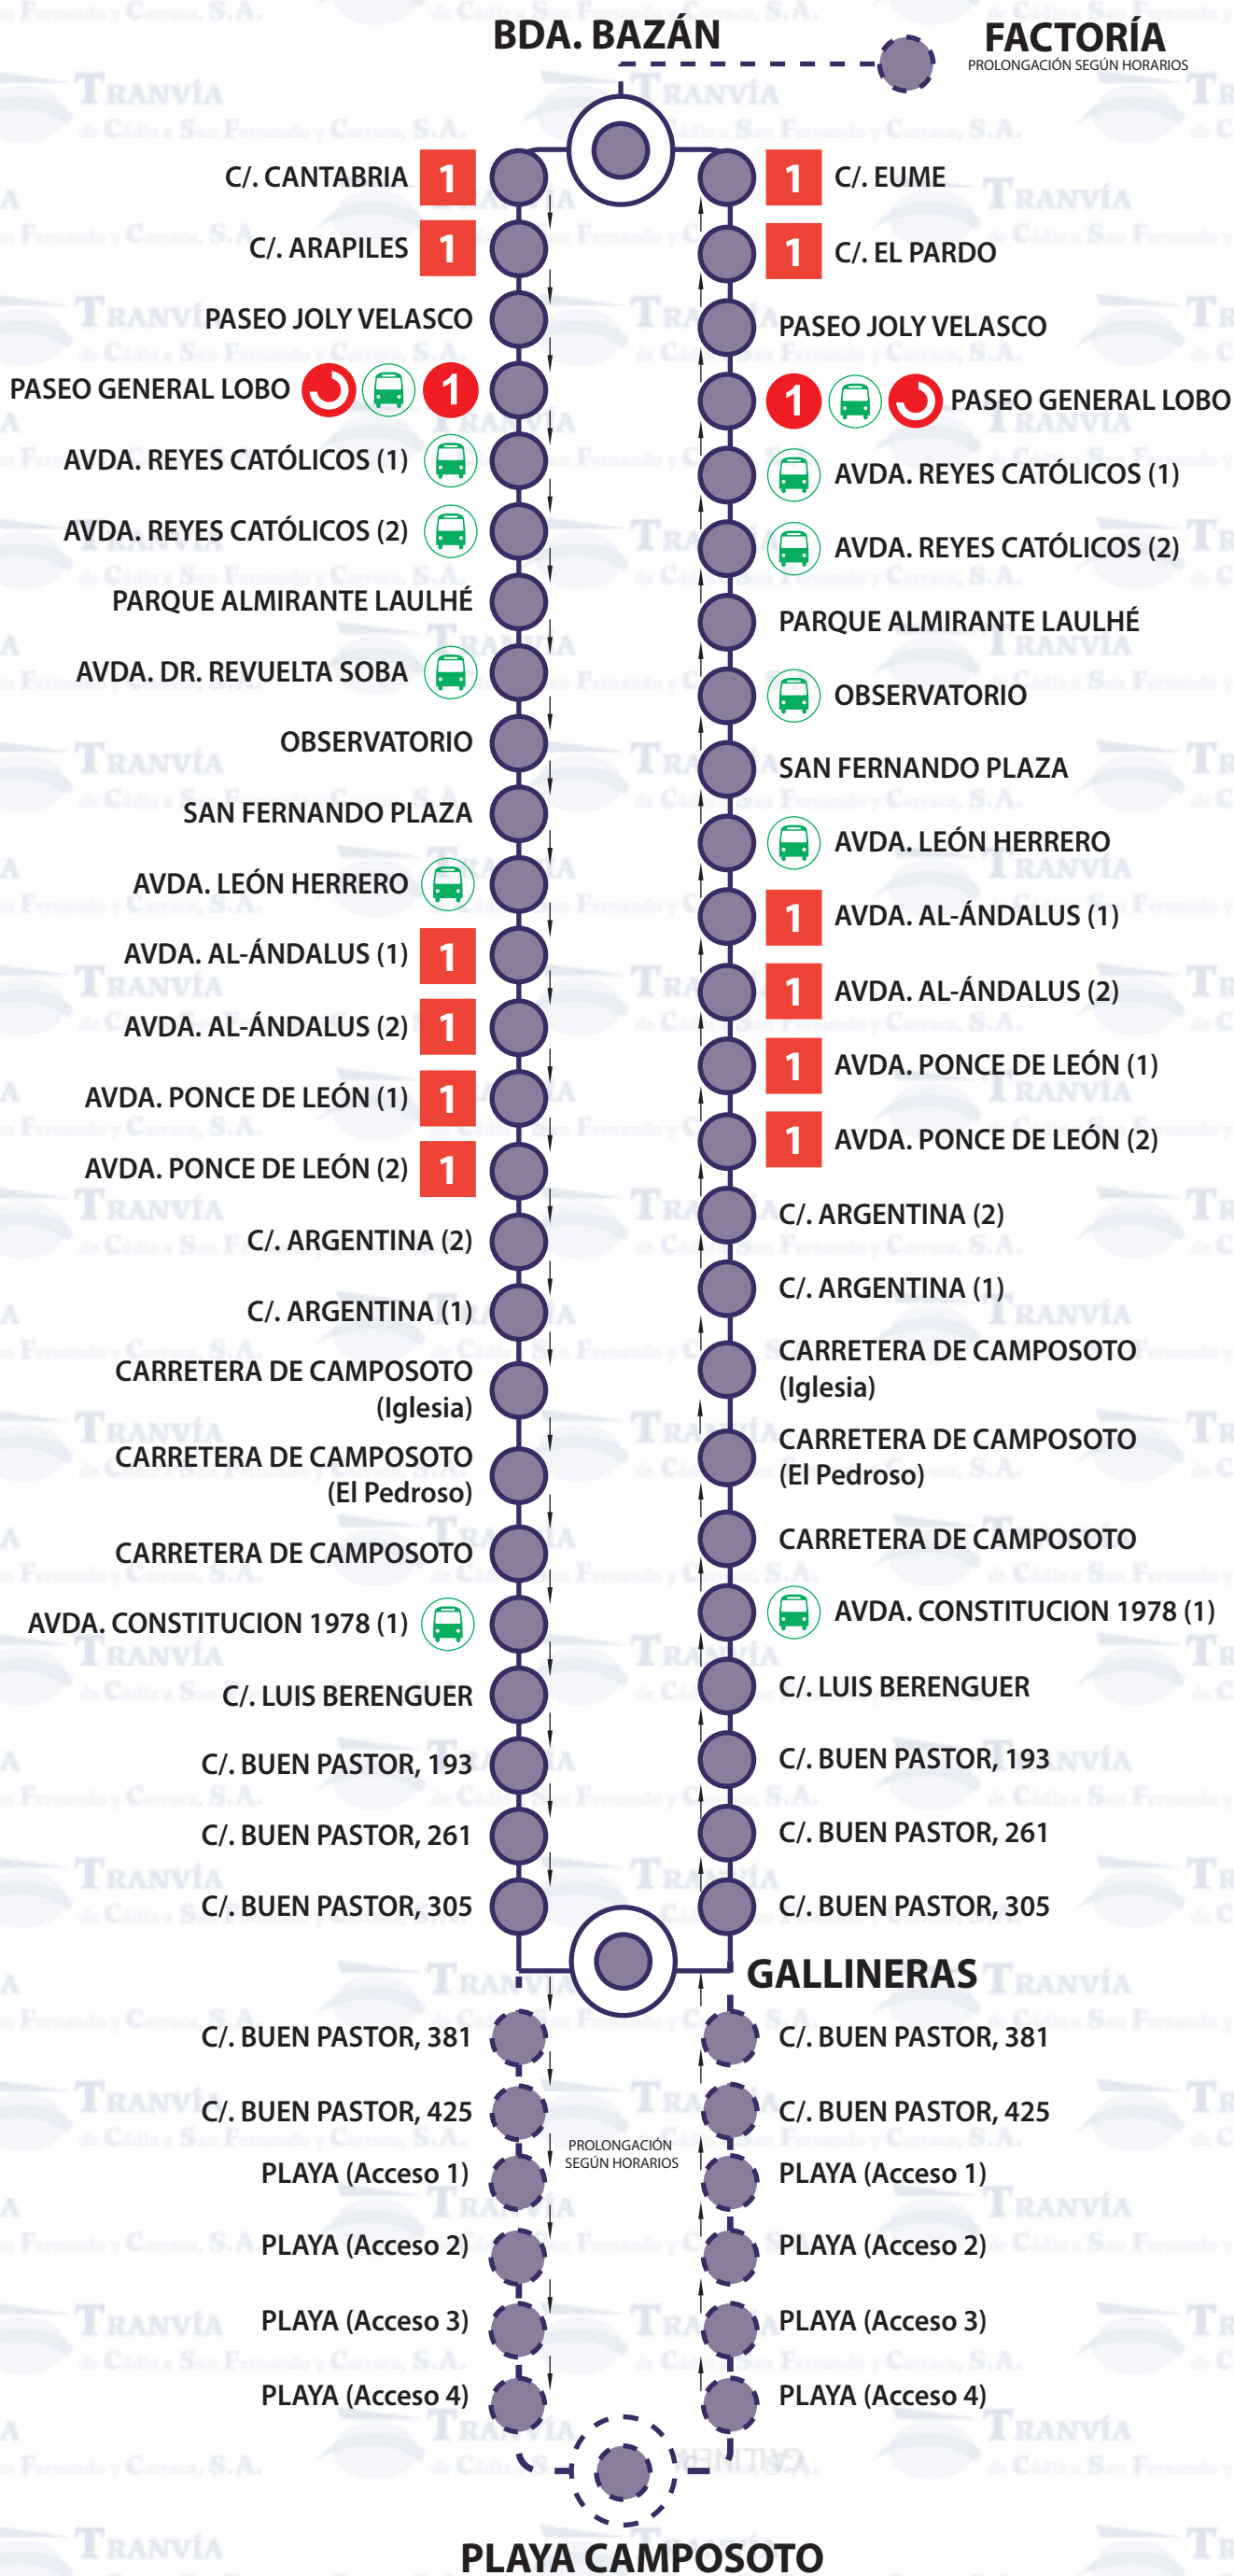 BDA. BAZÁN
FACTORÍA
PROLONGACIÓN SEGÚN HORARIOS
C/. CANTABRIA 1
C/. ARAPILES 1
PASEO JOLY VELASCO
PASEO GENERAL LOBO 1
AVDA. REYES CATÓLICOS (1)
AVDA. REYES CATÓLICOS (2)
PARQUE ALMIRANTE LAULHÉ
AVDA. DR. REVUELTA SOBA
OBSERVATORIO
SAN FERNANDO PLAZA
AVDA. LEÓN HERRERO
AVDA. AL-ÁNDALUS (1) 1
AVDA. AL-ÁNDALUS (2) 1
AVDA. PONCE DE LEÓN (1) 1
AVDA. PONCE DE LEÓN (2) 1
C/. ARGENTINA (2)
C/. ARGENTINA (1)
CARRETERA DE CAMPOSOTO
(Iglesia)
CARRETERA DE CAMPOSOTO
(El Pedroso)
CARRETERA DE CAMPOSOTO
AVDA. CONSTITUCION 1978 (1)
C/. LUIS BERENGUER
C/. BUEN PASTOR, 193
C/. BUEN PASTOR, 261
C/. BUEN PASTOR, 305
C/. BUEN PASTOR, 381
C/. BUEN PASTOR, 425
PLAYA (Acceso 1)
PLAYA (Acceso 2)
PLAYA (Acceso 3)
PLAYA (Acceso 4)
1 C/. EUME
1 C/. EL PARDO
PASEO JOLY VELASCO
1 PASEO GENERAL LOBO
AVDA. REYES CATÓLICOS (1)
AVDA. REYES CATÓLICOS (2)
PARQUE ALMIRANTE LAULHÉ
OBSERVATORIO
SAN FERNANDO PLAZA
AVDA. LEÓN HERRERO
1 AVDA. AL-ÁNDALUS (1)
1 AVDA. AL-ÁNDALUS (2)
1 AVDA. PONCE DE LEÓN (1)
1 AVDA. PONCE DE LEÓN (2)
C/. ARGENTINA (2)
C/. ARGENTINA (1)
CARRETERA DE CAMPOSOTO
(Iglesia)
CARRETERA DE CAMPOSOTO
(El Pedroso)
CARRETERA DE CAMPOSOTO
AVDA. CONSTITUCION 1978 (1)
C/. LUIS BERENGUER
C/. BUEN PASTOR, 193
C/. BUEN PASTOR, 261
C/. BUEN PASTOR, 305
GALLINERAS
C/. BUEN PASTOR, 381
C/. BUEN PASTOR, 425
PLAYA (Acceso 1)
PLAYA (Acceso 2)
PLAYA (Acceso 3)
PLAYA (Acceso 4)
PROLONGACIÓN
SEGÚN HORARIOS
PLAYA CAMPOSOTO
TRANVÍA
de Cádiz a San Fernando y Carraca, S.A.